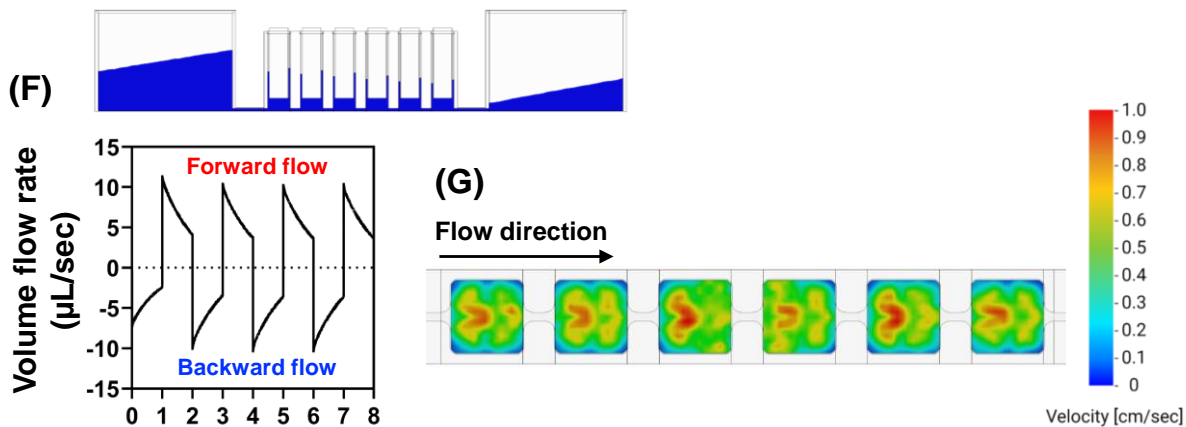 (F)
Volume flow rate
(µL/sec)
15
10
5
0
-5
-10
-15
Forward flow
Backward flow
0 1 2 3 4 5 6 7 8
(G)
Flow direction
1.0
0.9
0.8
0.7
0.6
0.5
0.4
0.3
0.2
0.1
0
Velocity [cm/sec]